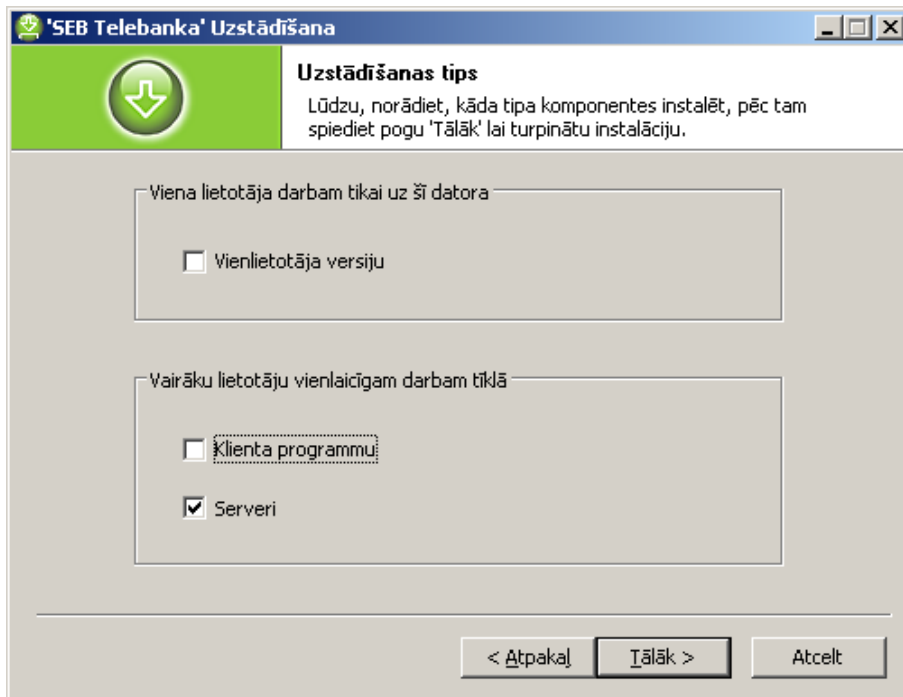 'SEB Telebanka' Uzstādīšana
Uzstādīšanas tips
Lūdzu, norādiet, kāda tipa komponentes instalēt, pēc tam
spiediet pogu 'Tālāk' lai turpinātu instalāciju.
Viena lietotāja darbam tikai uz šī datora
Vienlietotāja versiju
Vairāku lietotāju vienlaicīgam darbam tīklā
Klienta programmu
Serveri
< Atpakaļ
Tālāk >
Atcelt